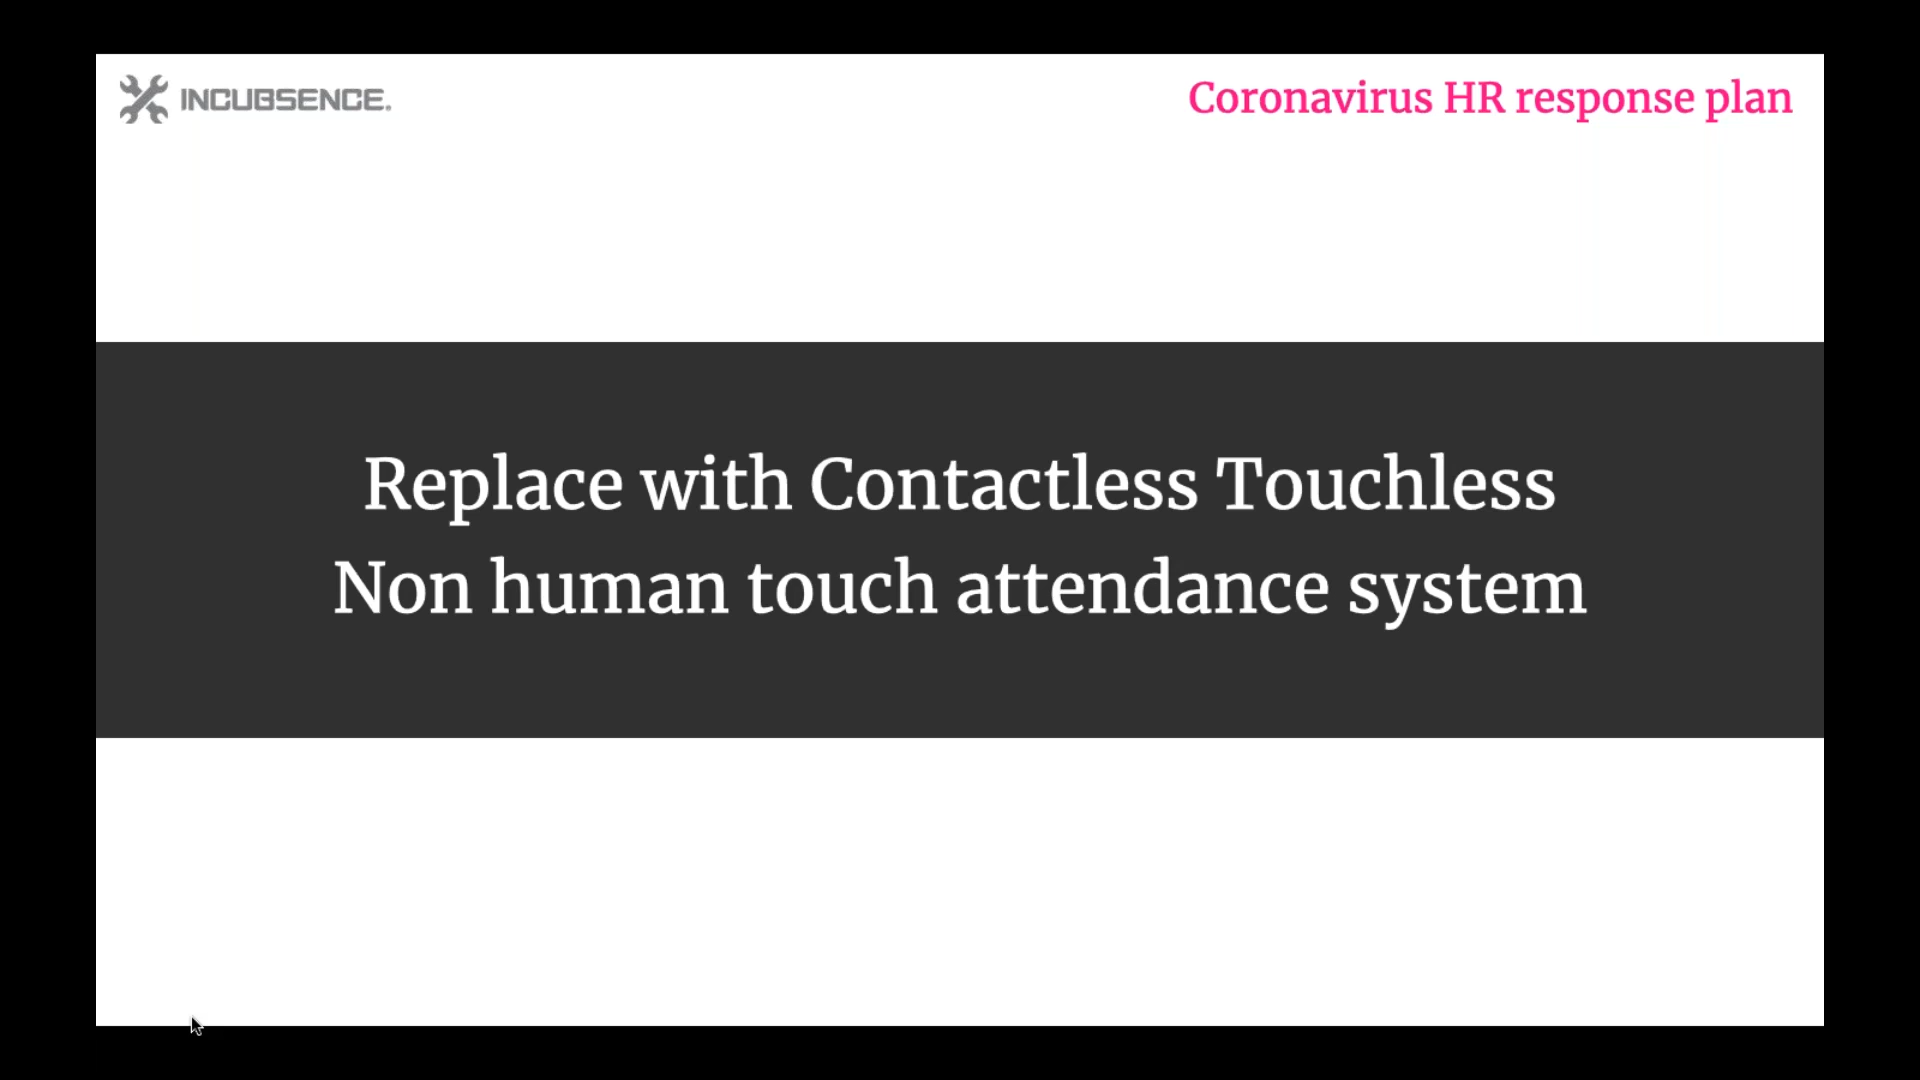 INCUBSENCE.
Coronavirus HR response plan
Replace with Contactless Touchless
Non human touch attendance system